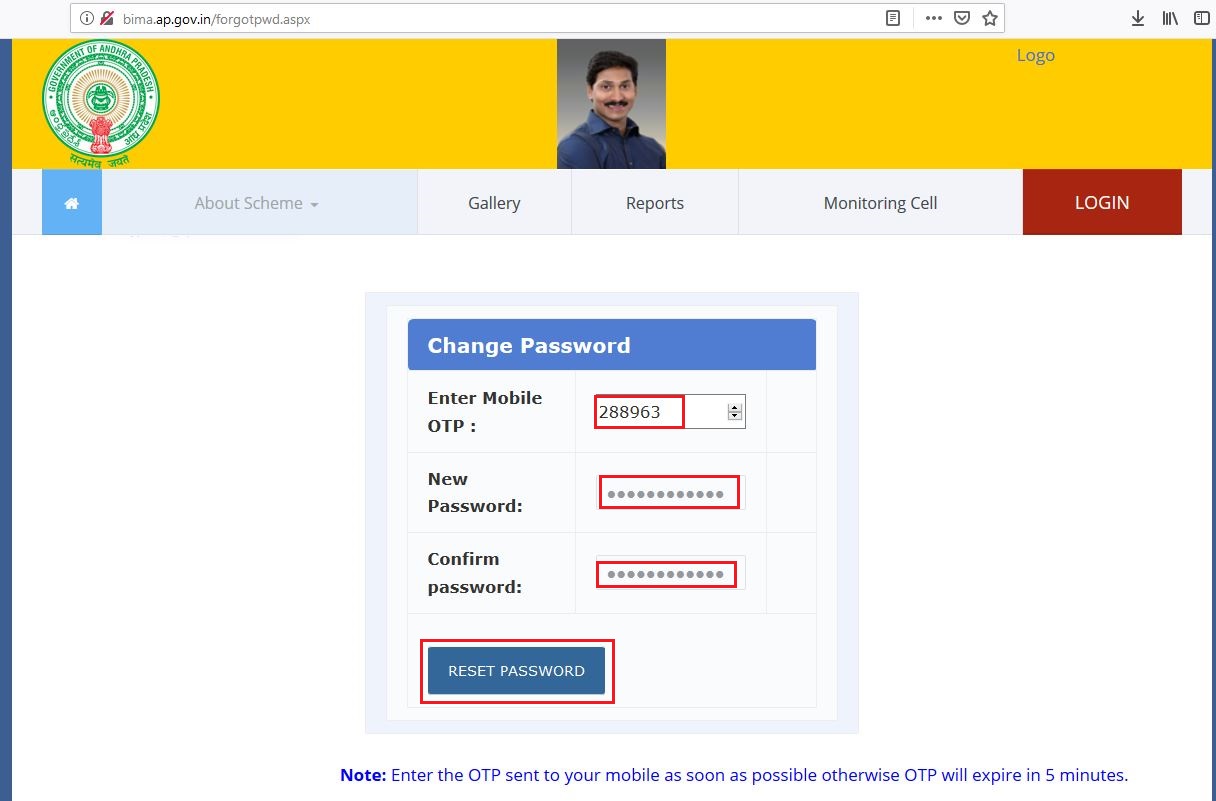 bima.ap.gov.in/forgotpwd.aspx
GOVERNMENT OF ANDHRA PRADESH
आंध्र प्रदेश
सत्यमेव जयते
Logo
About Scheme
Gallery
Reports
Monitoring Cell
LOGIN
Change Password
Enter Mobile
OTP :
288963
New
Password:
Confirm
password:
RESET PASSWORD
Note: Enter the OTP sent to your mobile as soon as possible otherwise OTP will expire in 5 minutes.